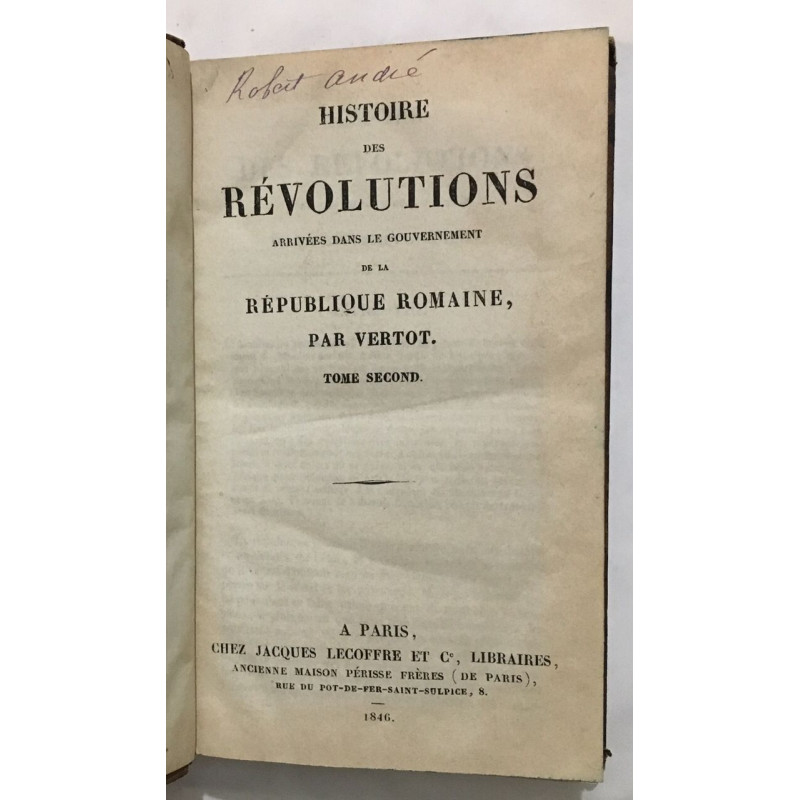 Robert André
HISTOIRE
DES
RÉVOLUTIONS
ARRIVÉES DANS LE GOUVERNEMENT
DE LA
RÉPUBLIQUE ROMAINE,
PAR VERTOT.
TOME SECOND.
A PARIS,
CHEZ JACQUES LECOFFRE ET Cᵉ, LIBRAIRES,
ANCIENNE MAISON PÉRISSE FRÈRES (DE PARIS),
RUE DU POT-DE-FER-SAINT-SULPICE, 8.
1846.